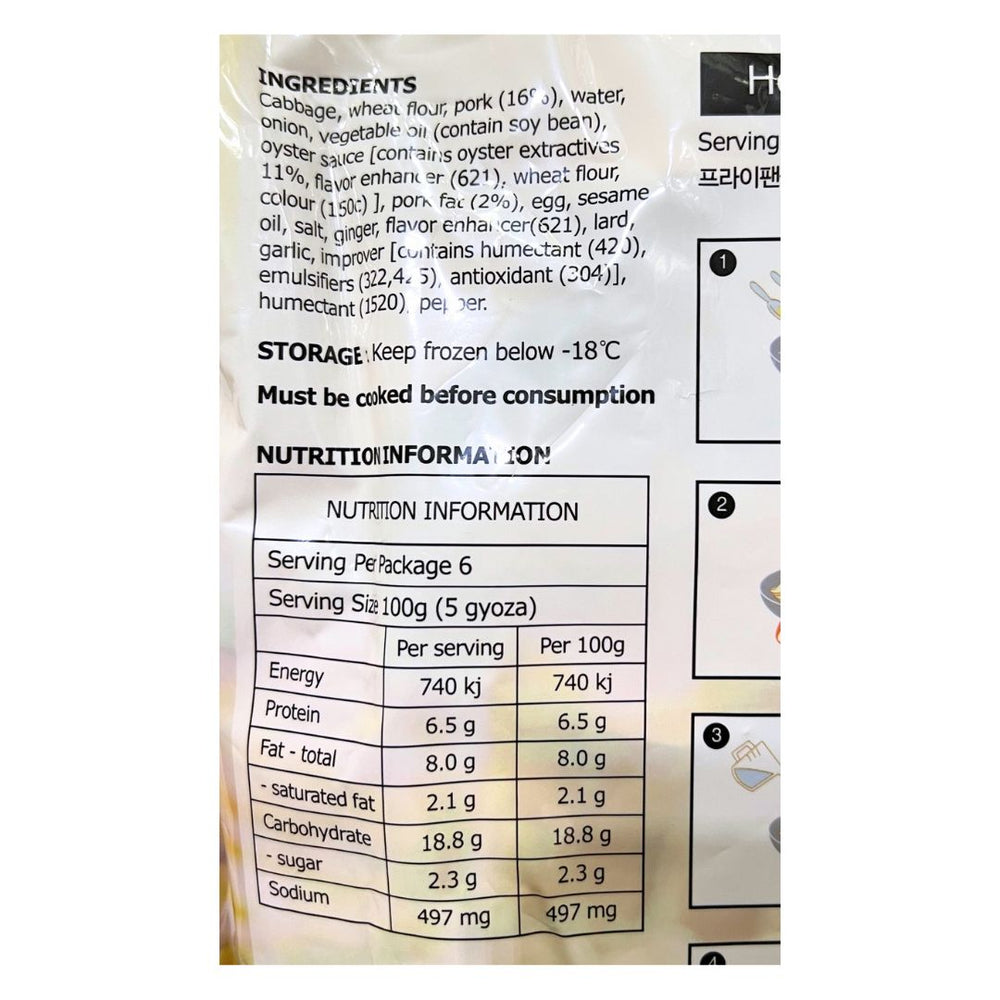 INGREDIENTS
Cabbage, wheat flour, pork (16%), water,
onion, vegetable oil (contain soy bean),
oyster sauce [contains oyster extractives
11%, flavor enhancer (621), wheat flour,
colour (150c) ], pork fat (2%), egg, sesame
oil, salt, ginger, flavor enhancer(621), lard,
garlic, improver [contains humectant (420),
emulsifiers (322,4 5), antioxidant (304)],
humectant (1520) pepper.
STORAGE: Keep frozen below -18℃
Must be cooked before consumption
NUTRITION INFORMATION
NUTRITION INFORMATION
Serving Per Package 6
Serving Size 100g (5 gyoza)
Per serving Per 100g
Energy 740 kj 740 kj
Protein 6.5 g 6.5 g
Fat - total 8.0 g 8.0 g
- saturated fat 2.1 g 2.1 g
Carbohydrate 18.8 g 18.8 g
- sugar 2.3 g 2.3 g
Sodium 497 mg 497 mg
Serving
프라이팬
1
2
3
4